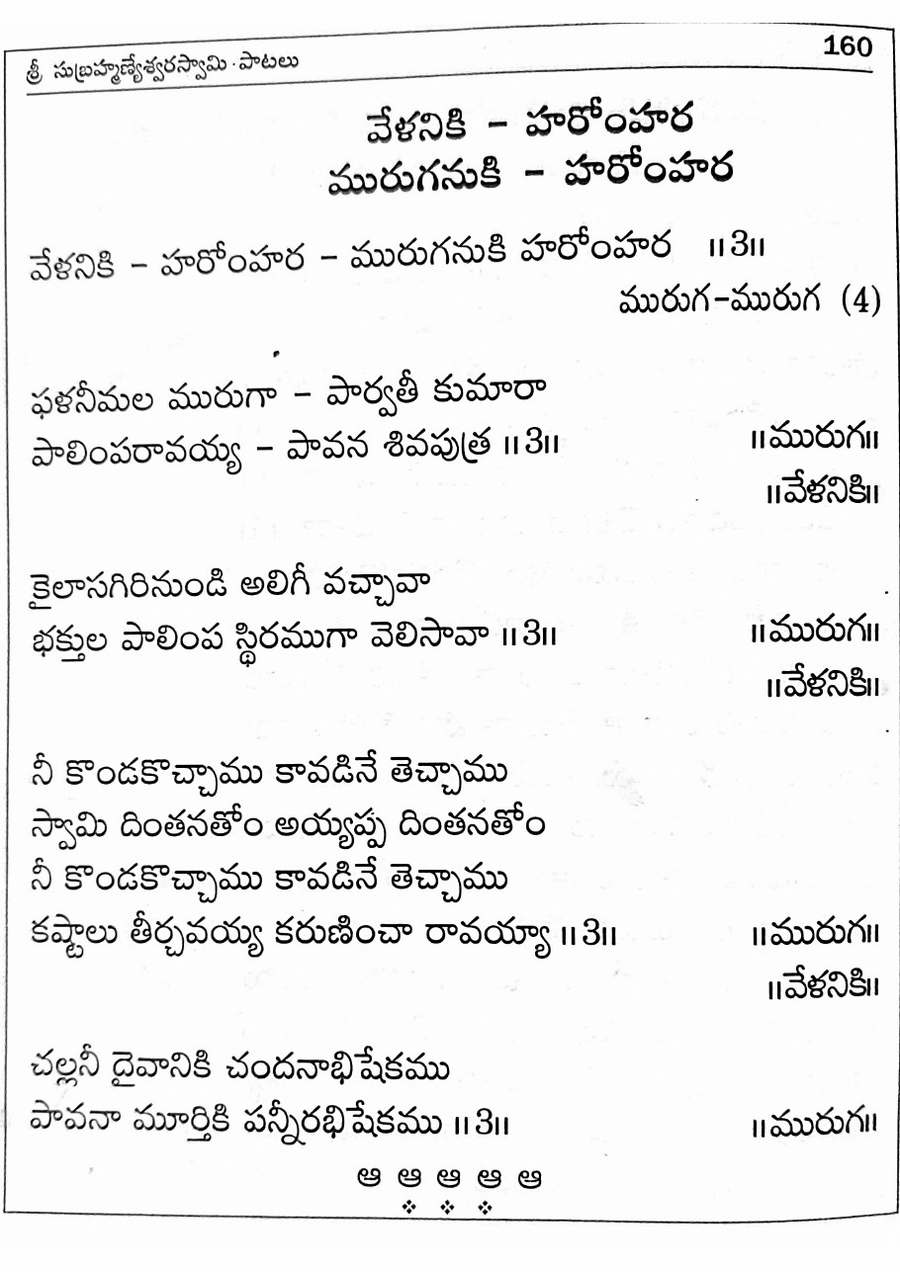 శ్రీ సుబ్రహ్మణ్యేశ్వరస్వామి · పాటలు 160
వేళనికి - హరోంహర
మురుగనుకి - హరోంహర
వేళనికి - హరోంహర - మురుగనుకి హరోంహర ॥3॥
మురుగ-మురుగ (4)
ఫళనీమల మురుగా - పార్వతీ కుమారా
పాలింపరావయ్య - పావన శివపుత్ర ॥3॥ ॥మురుగ॥
॥వేళనికి॥
కైలాసగిరినుండి అలిగీ వచ్చావా
భక్తుల పాలింప స్థిరముగా వెలిసావా ॥3॥ ॥మురుగ॥
॥వేళనికి॥
నీ కొండకొచ్చాము కావడినే తెచ్చాము
స్వామి దింతనతోం అయ్యప్ప దింతనతోం
నీ కొండకొచ్చాము కావడినే తెచ్చాము
కష్టాలు తీర్చవయ్య కరుణించా రావయ్యా ॥3॥ ॥మురుగ॥
॥వేళనికి॥
చల్లనీ దైవానికి చందనాభిషేకము
పావనా మూర్తికి పన్నీరభిషేకము ॥3॥ ॥మురుగ॥
ఆ ఆ ఆ ఆ ఆ